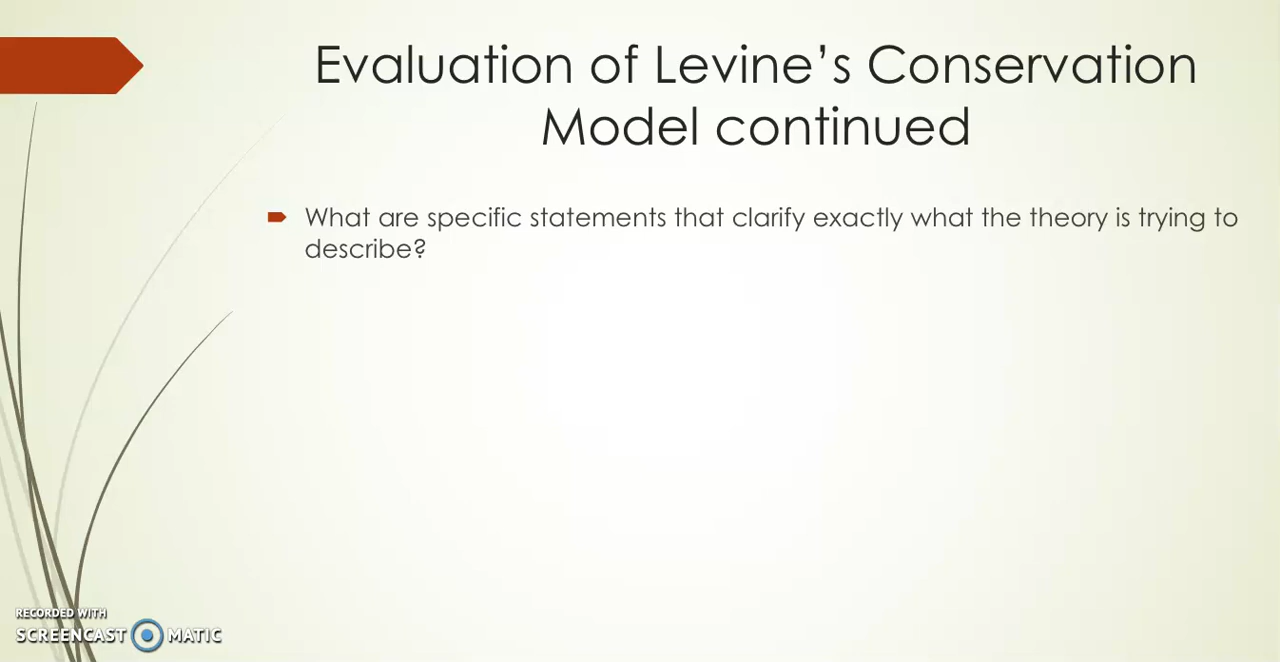 Evaluation of Levine’s Conservation
Model continued
What are specific statements that clarify exactly what the theory is trying to
describe?
RECORDED WITH
SCREENCAST MATIC